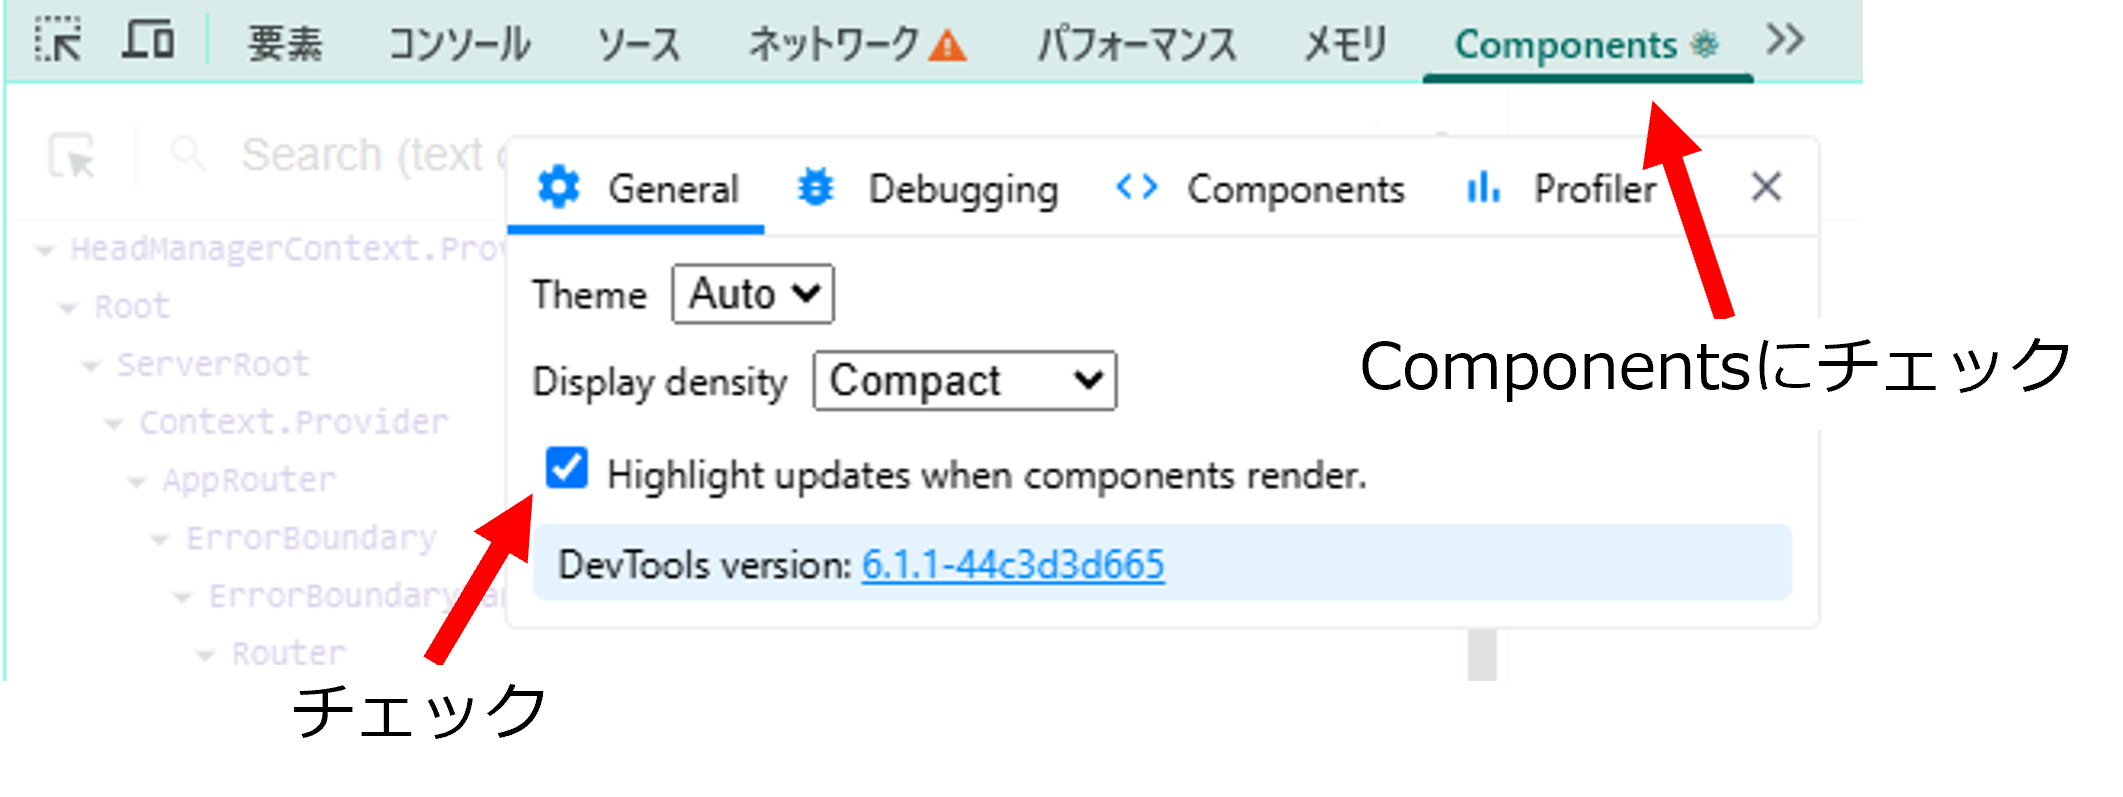 要素 コンソール ソース ネットワーク パフォーマンス メモリ Components
Search (text o
General Debugging Components Profiler
HeadManagerContext.Prov
Theme Auto
Root
Componentsにチェック
ServerRoot
Display density Compact
Context.Provider
Highlight updates when components render.
AppRouter
ErrorBoundary
DevTools version: 6.1.1-44c3d3d665
ErrorBoundary
Router
チェック